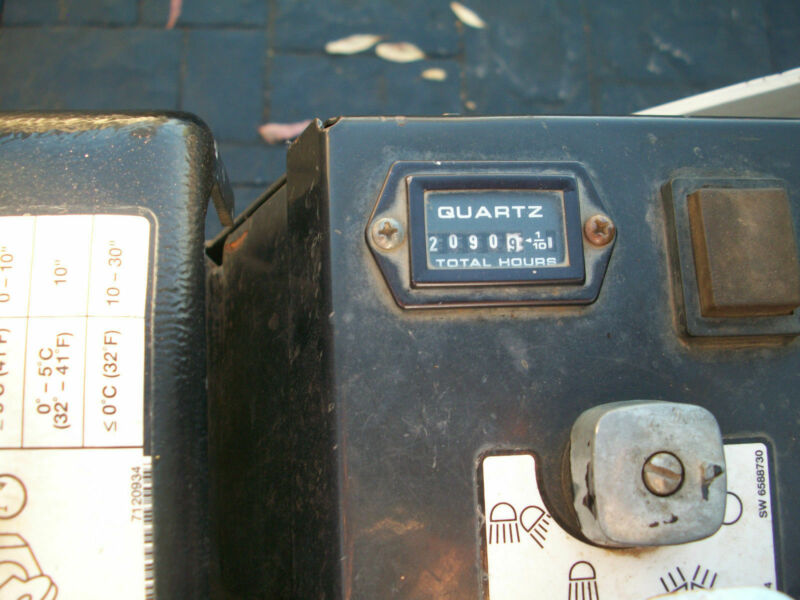 QUARTZ
20909 1/10
TOTAL HOURS
0-10"
10"
10 - 30"
0° - 5°C
(32° - 41°F)
≤ 0°C (32°F)
7120934
SW 6588730